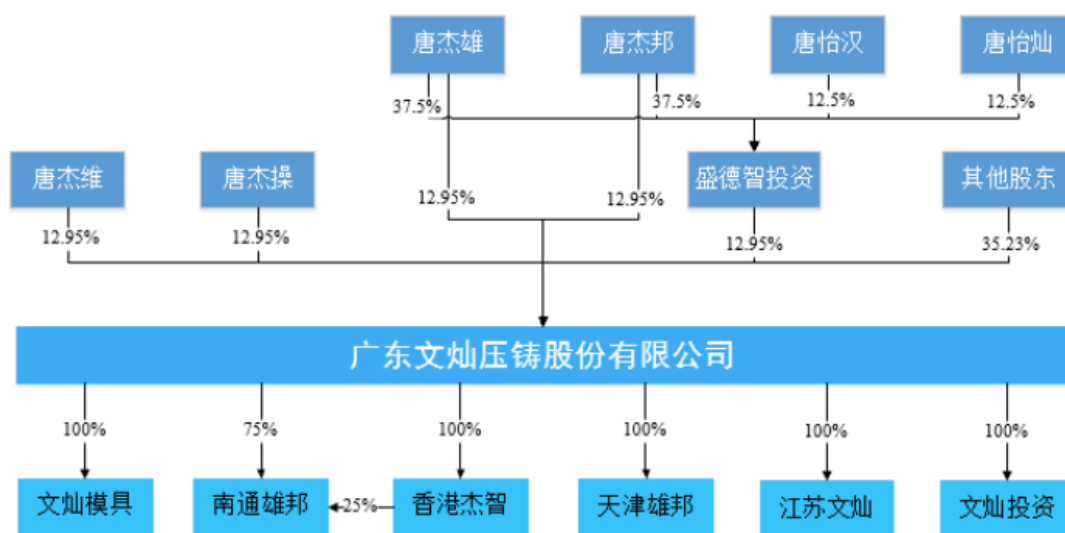 唐杰雄
唐杰邦
唐怡汉
唐怡灿
37.5%
37.5%
12.5%
12.5%
唐杰维
唐杰操
盛德智投资
其他股东
12.95%
12.95%
12.95%
12.95%
12.95%
35.23%
广东文灿压铸股份有限公司
100%
75%
100%
100%
100%
100%
文灿模具
南通雄邦
25%
香港杰智
天津雄邦
江苏文灿
文灿投资